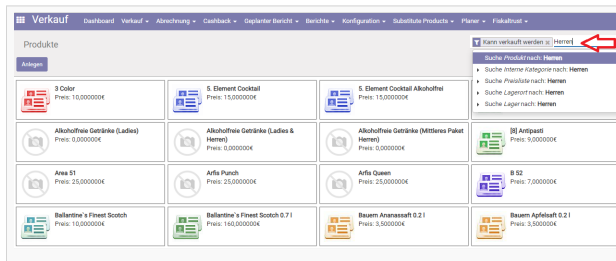 Verkauf Dashboard Verkauf Abrechnung Cashback Geplanter Bericht Berichte Konfiguration Substitute Products Planer Fiskaltrust
Produkte
Kann verkauft werden x Herren
Anlegen
Suche Produkt nach: Herren
Suche Interne Kategorie nach: Herren
Suche Preisliste nach: Herren
Suche Lagerort nach: Herren
Suche Lager nach: Herren
3 Color
Preis: 10,000000€
5. Element Cocktail
Preis: 15,000000€
5. Element Cocktail Alkoholfrei
Preis: 15,000000€
Alkoholfreie Getränke (Ladies)
Preis: 0,000000€
Alkoholfreie Getränke (Ladies &
Herren)
Preis: 0,000000€
Alkoholfreie Getränke (Mittleres Paket
Herren)
Preis: 0,000000€
[8] Antipasti
Preis: 9,000000€
Area 51
Preis: 25,000000€
Arfis Punch
Preis: 25,000000€
Arfis Queen
Preis: 25,000000€
B 52
Preis: 7,000000€
Ballantine`s Finest Scotch
Preis: 10,000000€
Ballantine`s Finest Scotch 0.7 l
Preis: 160,000000€
Bauern Ananassaft 0.2 l
Preis: 3,500000€
Bauern Apfelsaft 0.2 l
Preis: 3,500000€